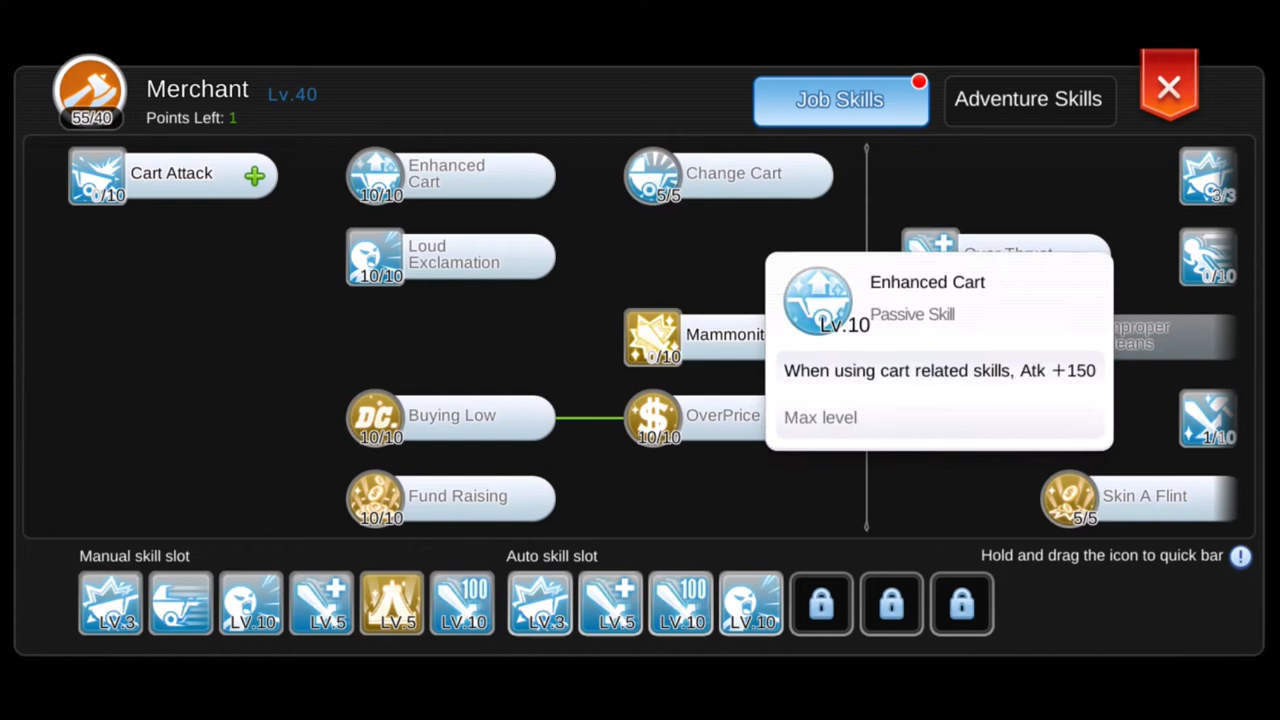 Merchant Lv.40
Points Left: 1
55/40
Job Skills
Adventure Skills
Cart Attack
0/10
Enhanced
Cart
10/10
Change Cart
5/5
3/3
Loud
Exclamation
10/10
Over Thrust
0/10
Mammonit
0/10
Buying Low
DC.
10/10
$
OverPrice
10/10
1/10
Fund Raising
10/10
Skin A Flint
5/5
Enhanced Cart
Lv.10
Passive Skill
When using cart related skills, Atk +150
Max level
Manual skill slot
Auto skill slot
Hold and drag the icon to quick bar
LV.3
LV.10
LV.5
LV.5
100
LV.10
LV.3
LV.5
100
LV.10
LV.10